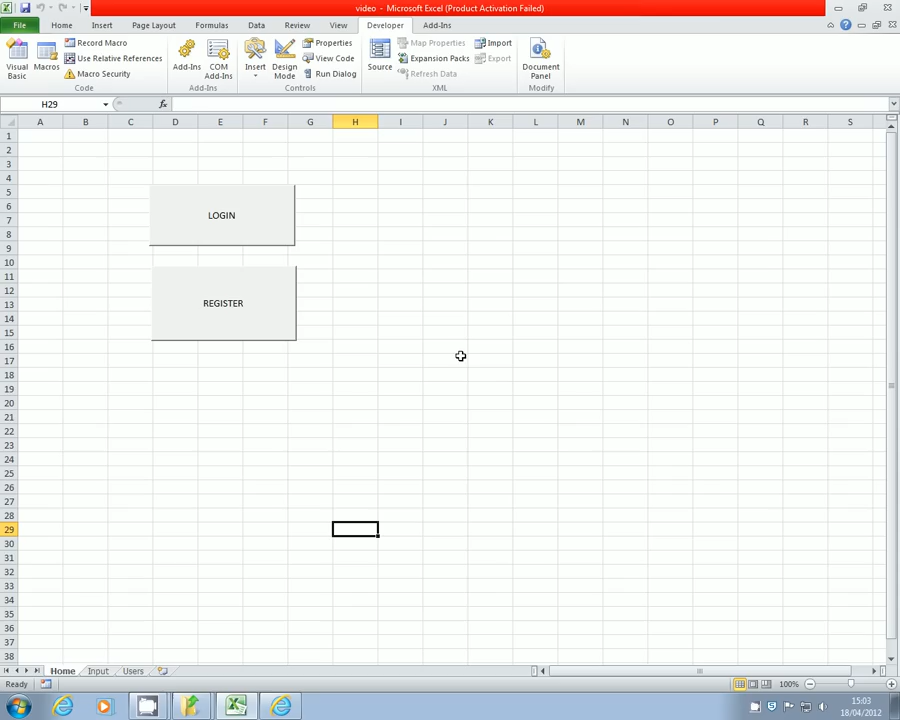 video - Microsoft Excel (Product Activation Failed)
File Home Insert Page Layout Formulas Data Review View Developer Add-Ins
Visual Basic
Macros
Record Macro
Use Relative References
Macro Security
Code
Add-Ins
COM Add-Ins
Add-Ins
Insert
Design Mode
Properties
View Code
Run Dialog
Controls
Source
Map Properties
Expansion Packs
Refresh Data
Import
Export
XML
Document Panel
Modify
H29
fx
A B C D E F G H I J K L M N O P Q R S
1
2
3
4
5
6
7
8
9
10
11
12
13
14
15
16
17
18
19
20
21
22
23
24
25
26
27
28
29
30
31
32
33
34
35
36
37
38
LOGIN
REGISTER
Home Input Users
Ready
100%
15:03
18/04/2012